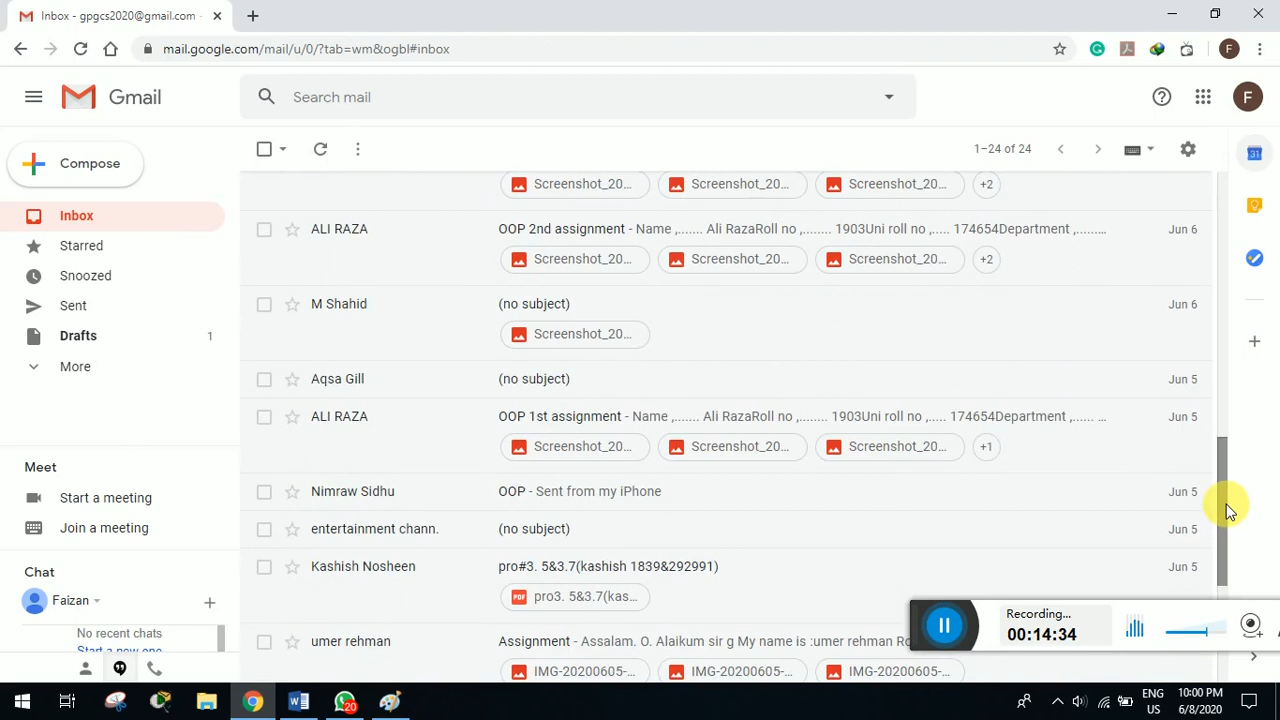 Inbox - gpgcs2020@gmail.com
mail.google.com/mail/u/0/?tab=wm&ogbl#inbox
F
Gmail
Search mail
F
Compose
1–24 of 24
31
Screenshot_20... Screenshot_20... Screenshot_20... +2
Inbox
ALI RAZA OOP 2nd assignment - Name ,....... Ali RazaRoll no ,........ 1903Uni roll no ,..... 174654Department ,......... Jun 6
Starred
Screenshot_20... Screenshot_20... Screenshot_20... +2
Snoozed
Sent
M Shahid (no subject) Jun 6
Drafts 1
Screenshot_20...
More
Aqsa Gill (no subject) Jun 5
ALI RAZA OOP 1st assignment - Name ,....... Ali RazaRoll no ,........ 1903Uni roll no ,..... 174654Department ,...... ... Jun 5
Screenshot_20... Screenshot_20... Screenshot_20... +1
Meet
Start a meeting
Nimraw Sidhu OOP - Sent from my iPhone Jun 5
Join a meeting
entertainment chann. (no subject) Jun 5
Chat
Kashish Nosheen pro#3. 5&3.7(kashish 1839&292991) Jun 5
Faizan
PDF pro3. 5&3.7(kas...
No recent chats
Start a new one
umer rehman Assignment - Assalam. O. Alaikum sir g My name is :umer rehman Ro
IMG-20200605-... IMG-20200605-... IMG-20200605-...
Recording...
00:14:34
20
ENG
US
10:00 PM
6/8/2020